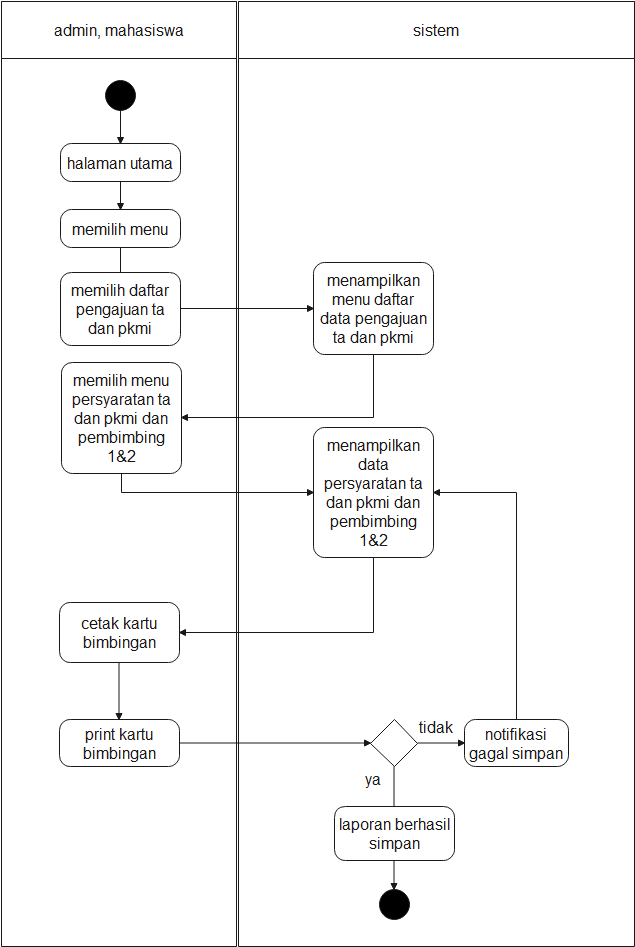 admin, mahasiswa
sistem
halaman utama
memilih menu
memilih daftar
pengajuan ta
dan pkmi
menampilkan
menu daftar
data pengajuan
ta dan pkmi
memilih menu
persyaratan ta
dan pkmi dan
pembimbing
1&2
menampilkan
data
persyaratan ta
dan pkmi dan
pembimbing
1&2
cetak kartu
bimbingan
print kartu
bimbingan
tidak
notifikasi
gagal simpan
ya
laporan berhasil
simpan